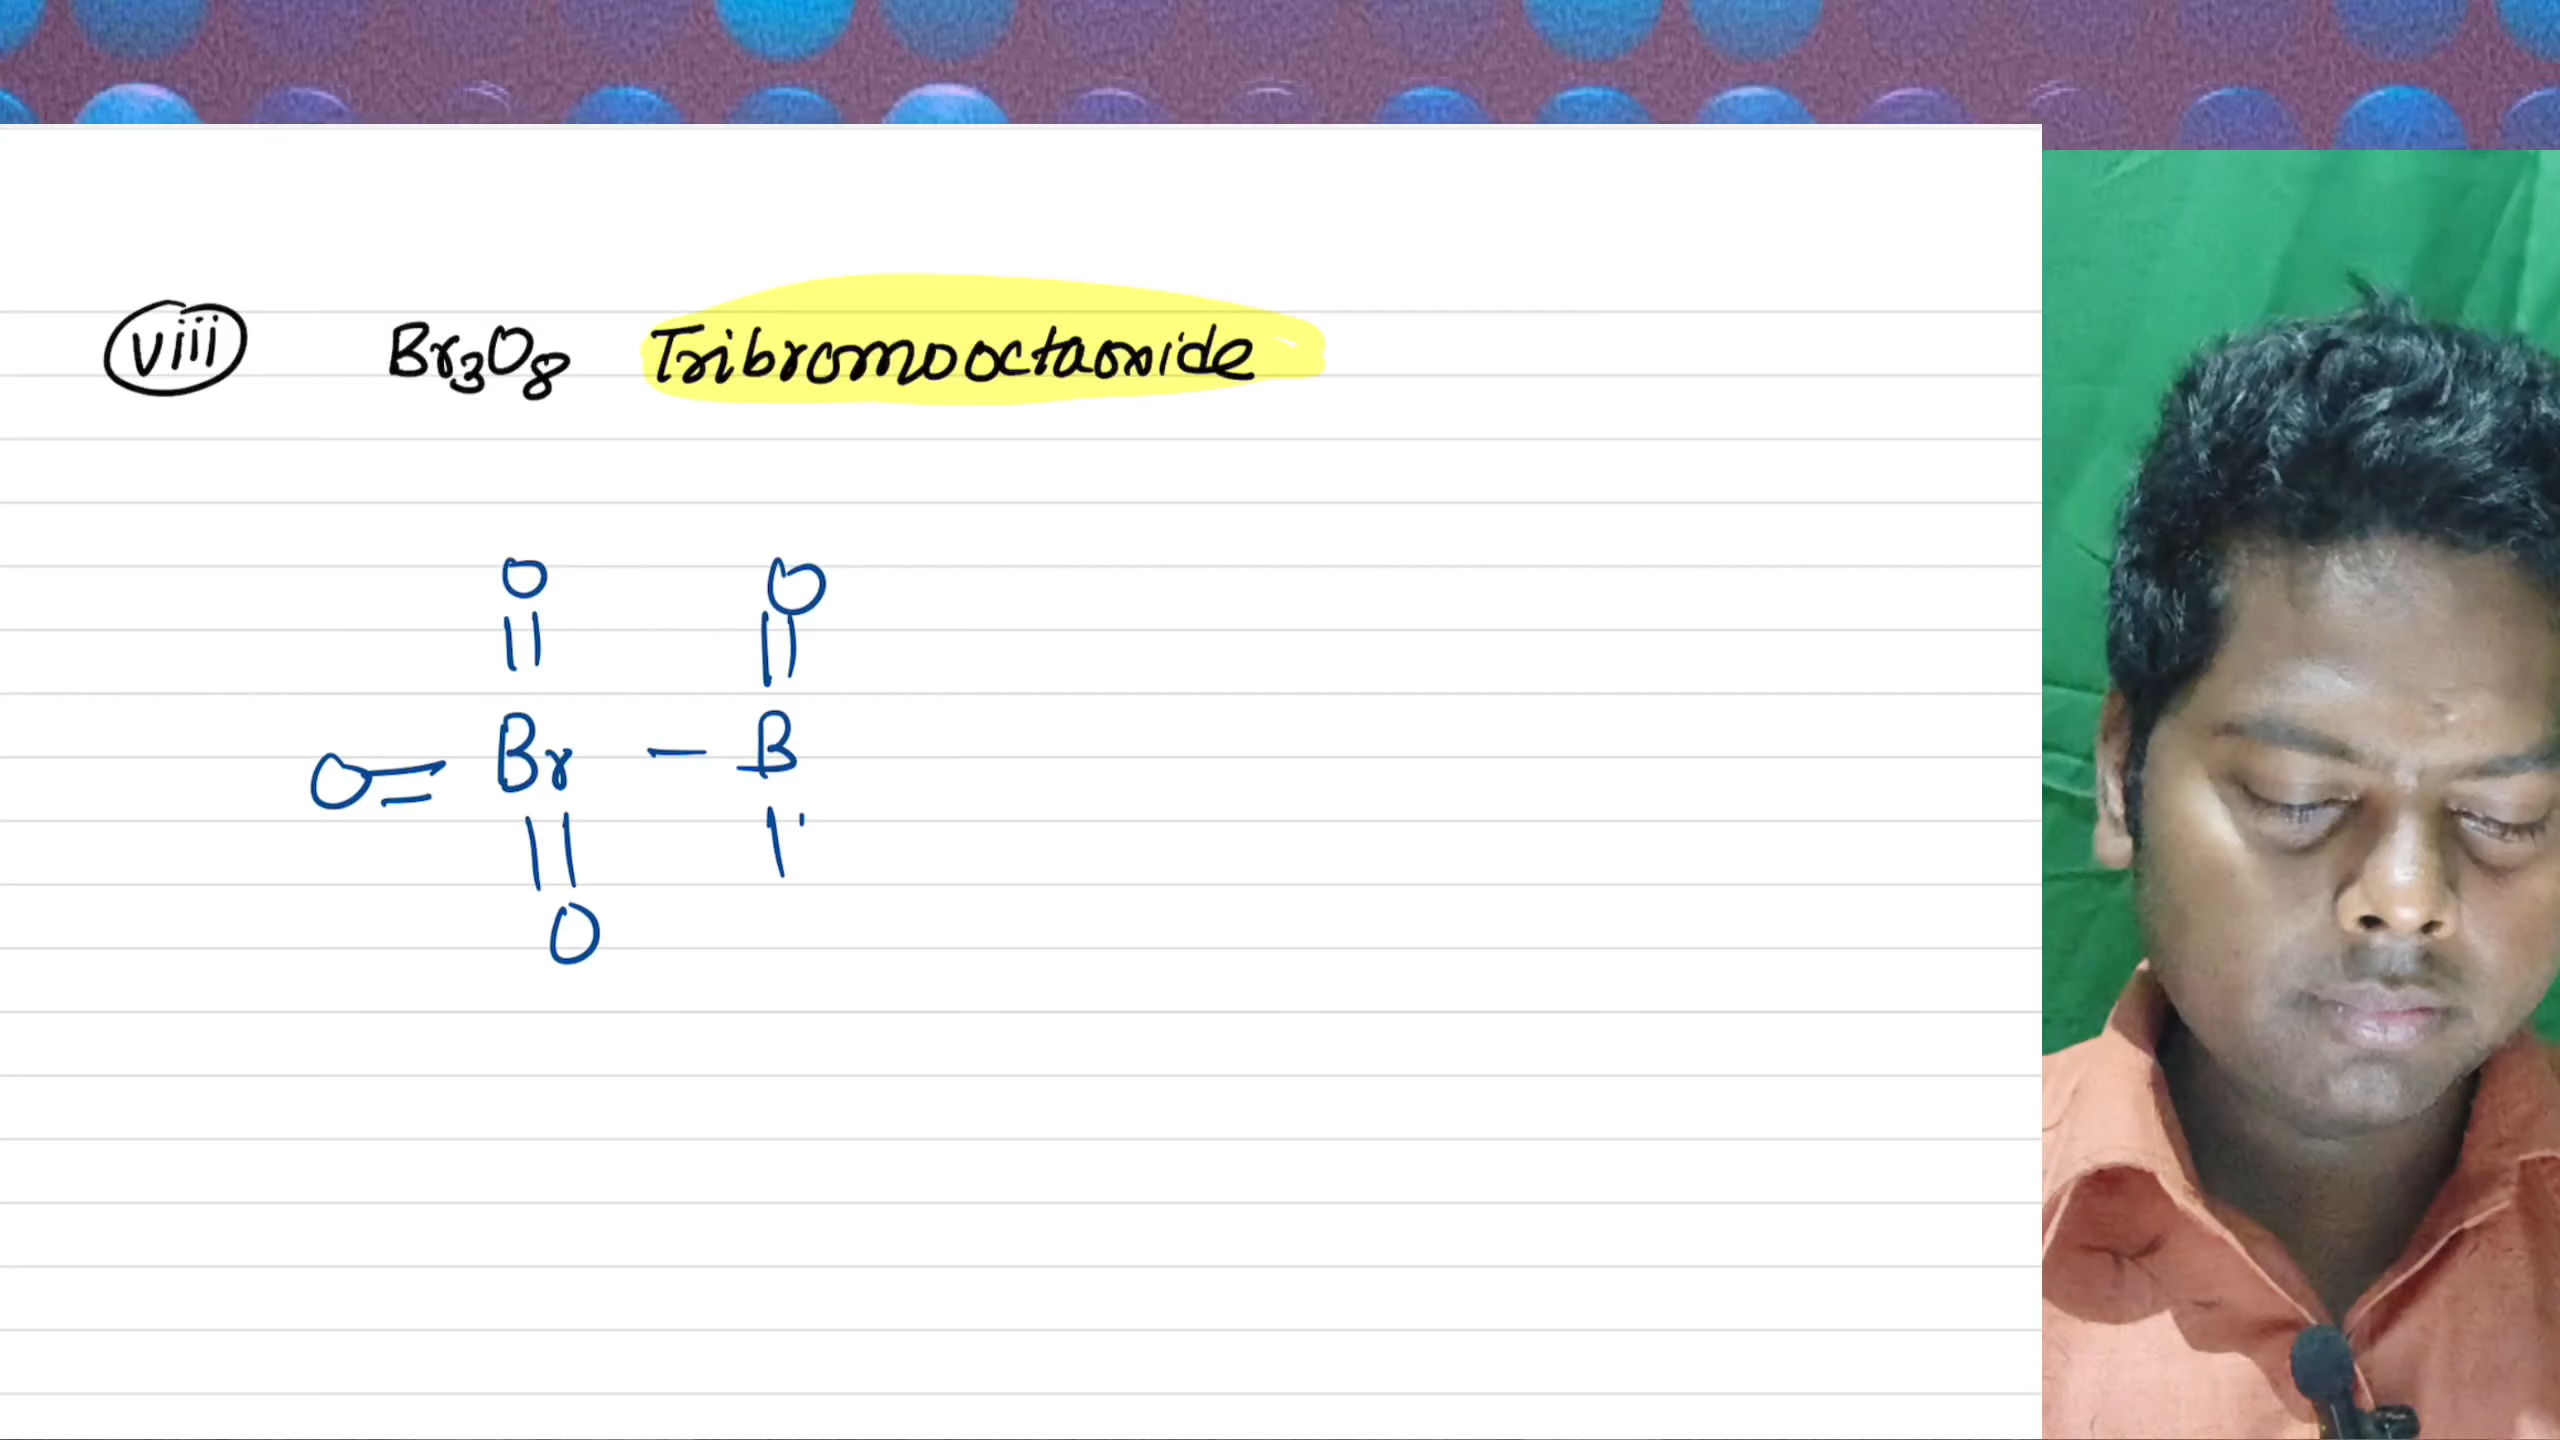 viii Br₃O₈ Tribromooctaoxide
O O
|| ||
O= Br – B
|| |'
O